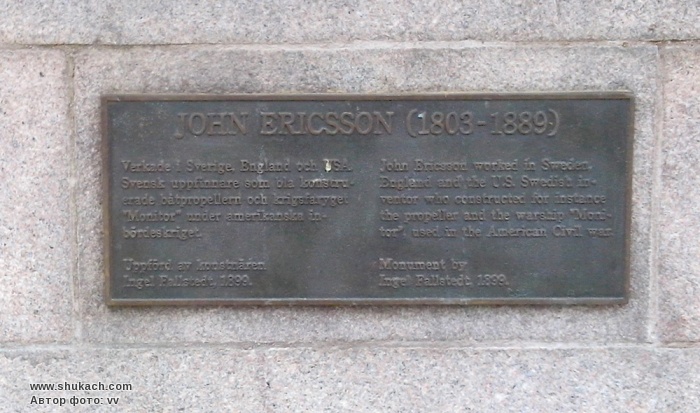 JOHN ERICSSON (1803-1889)
Verkade i Sverige, England och USA.
Svensk uppfinnare som bla konstru-
erade båtpropellern och krigsfartyget
"Monitor" under amerikanska in-
bördeskriget.
Uppförd av konstnären
Ingel Fallstedt, 1899.
John Ericsson worked in Sweden,
England and the U.S. Swedish in-
ventor who constructed for instance
the propeller and the warship "Moni-
tor", used in the American Civil war.
Monument by
Ingel Fallstedt, 1899.
www.shukach.com
Автор фото: vv